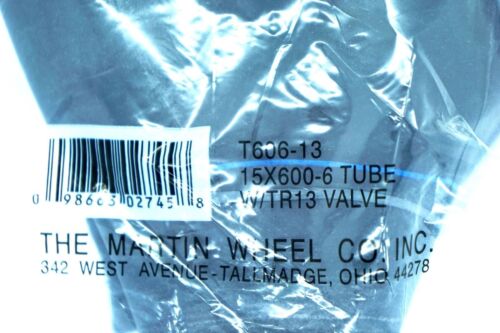 T606-13
15X600-6 TUBE
W/TR13 VALVE
0 98663 02745 8
THE MARTIN WHEEL CO. INC.
342 WEST AVENUE-TALLMADGE, OHIO 44278